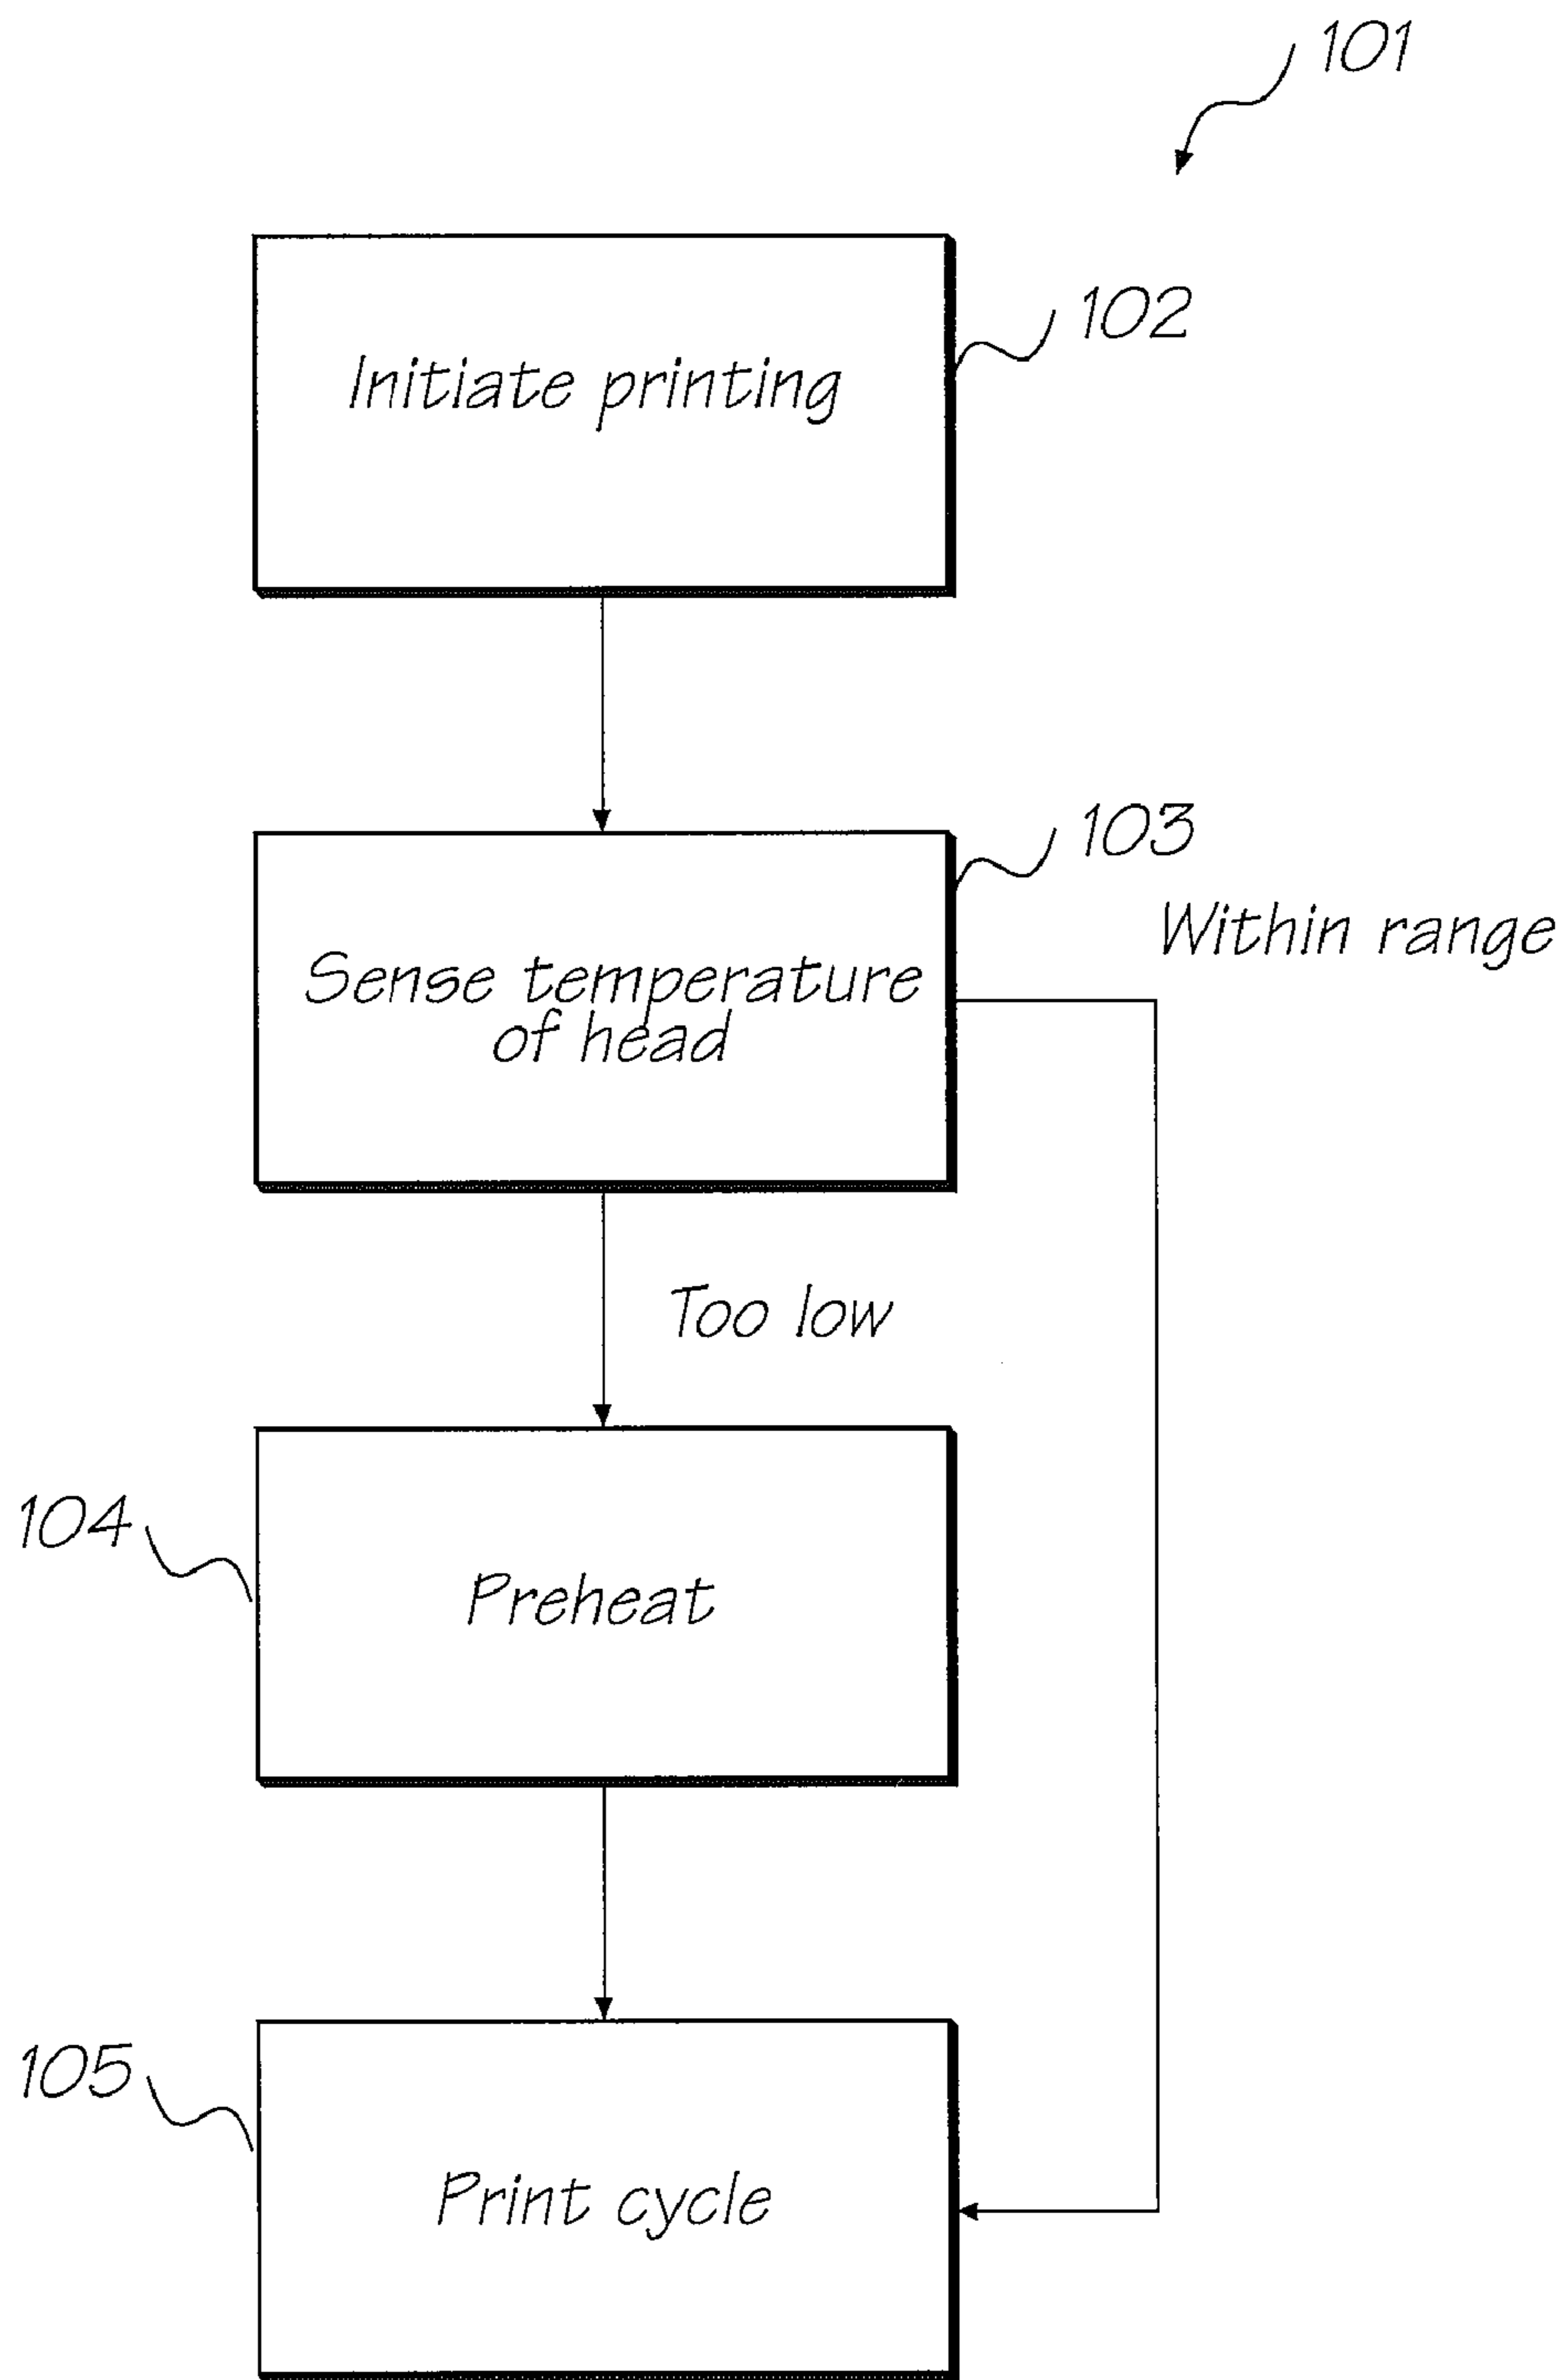 101
Initiate printing
102
103
Within range
Sense temperature
of head
Too low
104
Preheat
105
Print cycle